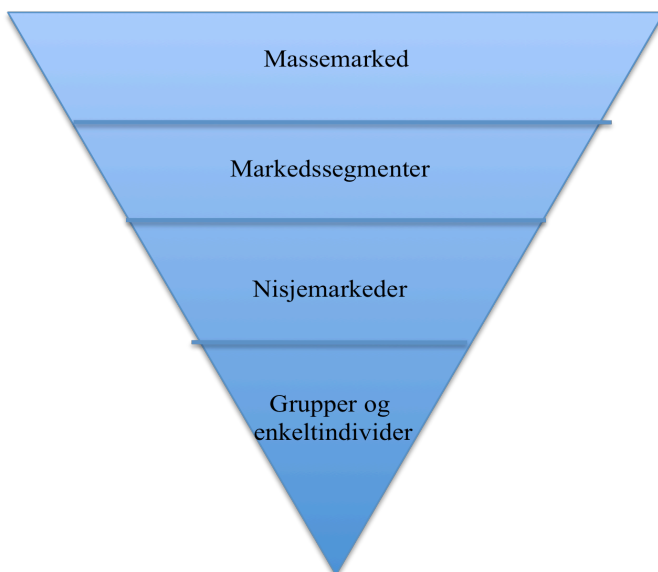 Massemarked
Markedssegmenter
Nisjemarkeder
Grupper og
enkeltindivider